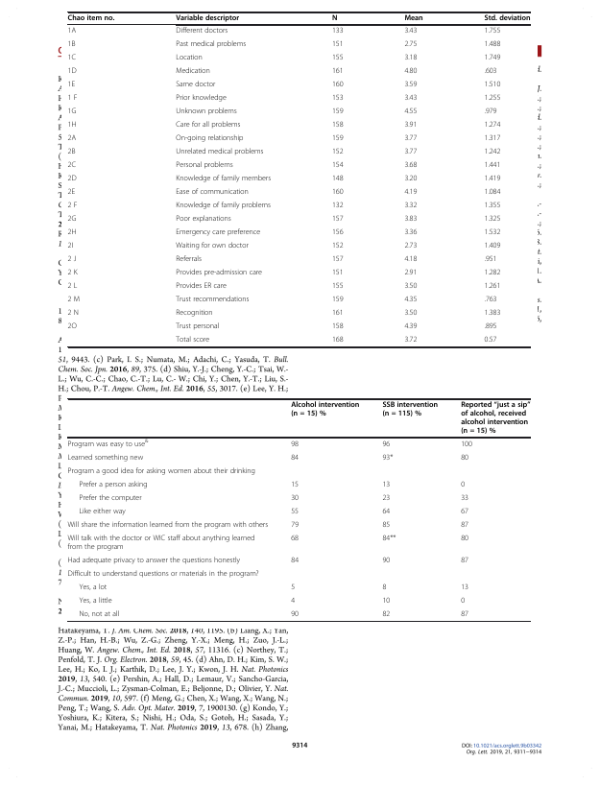 Chao item no. Variable descriptor N Mean Std. deviation
1A Different doctors 133 3.43 1.755
1B Past medical problems 151 2.75 1.488
1C Location 155 3.18 1.749
1D Medication 161 4.80 .603
1E Same doctor 160 3.59 1.510
1 F Prior knowledge 153 3.43 1.255
1G Unknown problems 159 4.55 .979
1H Care for all problems 158 3.91 1.274
2A On-going relationship 159 3.77 1.317
2B Unrelated medical problems 152 3.77 1.242
2C Personal problems 154 3.68 1.441
2D Knowledge of family members 148 3.20 1.419
2E Ease of communication 160 4.19 1.084
2 F Knowledge of family problems 132 3.32 1.355
2G Poor explanations 157 3.83 1.325
2H Emergency care preference 156 3.36 1.532
2I Waiting for own doctor 152 2.73 1.409
2 J Referrals 157 4.18 .951
2 K Provides pre-admission care 151 2.91 1.282
2 L Provides ER care 155 3.50 1.261
2 M Trust recommendations 159 4.35 .763
2 N Recognition 161 3.50 1.383
2O Trust personal 158 4.39 .895
Total score 168 3.72 0.57
51, 9443. (c) Park, I. S.; Numata, M.; Adachi, C.; Yasuda, T. Bull.
Chem. Soc. Jpn. 2016, 89, 375. (d) Shiu, Y.-J.; Cheng, Y.-C.; Tsai, W.-
L.; Wu, C.-C.; Chao, C.-T.; Lu, C.- W.; Chi, Y.; Chen, Y.-T.; Liu, S.-
H.; Chou, P.-T. Angew. Chem., Int. Ed. 2016, 55, 3017. (e) Lee, Y. H.;
Alcohol intervention (n = 15) % SSB intervention (n = 115) % Reported "just a sip" of alcohol, received alcohol intervention (n = 15) %
Program was easy to use 98 96 100
Learned something new 84 93* 80
Program a good idea for asking women about their drinking
Prefer a person asking 15 13 0
Prefer the computer 30 23 33
Like either way 55 64 67
Will share the information learned from the program with others 79 85 87
Will talk with the doctor or WIC staff about anything learned 68 84** 80
from the program
Had adequate privacy to answer the questions honestly 84 90 87
Difficult to understand questions or materials in the program?
Yes, a lot 5 8 13
Yes, a little 4 10 0
No, not at all 90 82 87
Hatakeyama, T. J. Am. Chem. Soc. 2018, 140, 1195. (b) Liang, X.; Yan,
Z.-P.; Han, H.-B.; Wu, Z.-G.; Zheng, Y.-X.; Meng, H.; Zuo, J.-L.;
Huang, W. Angew. Chem., Int. Ed. 2018, 57, 11316. (c) Northey, T.;
Penfold, T. J. Org. Electron. 2018, 59, 45. (d) Ahn, D. H.; Kim, S. W.;
Lee, H.; Ko, I. J.; Karthik, D.; Lee, J. Y.; Kwon, J. H. Nat. Photonics
2019, 13, 540. (e) Pershin, A.; Hall, D.; Lemaur, V.; Sancho-Garcia,
J.-C.; Muccioli, L.; Zysman-Colman, E.; Beljonne, D.; Olivier, Y. Nat.
Commun. 2019, 10, 597. (f) Meng, G.; Chen, X.; Wang, X.; Wang, N.;
Peng, T.; Wang, S. Adv. Opt. Mater. 2019, 7, 1900130. (g) Kondo, Y.;
Yoshiura, K.; Kitera, S.; Nishi, H.; Oda, S.; Gotoh, H.; Sasada, Y.;
Yanai, M.; Hatakeyama, T. Nat. Photonics 2019, 13, 678. (h) Zhang,
9314
DOI: 10.1021/acs.orglett.9b03342
Org. Lett. 2019, 21, 9311−9314